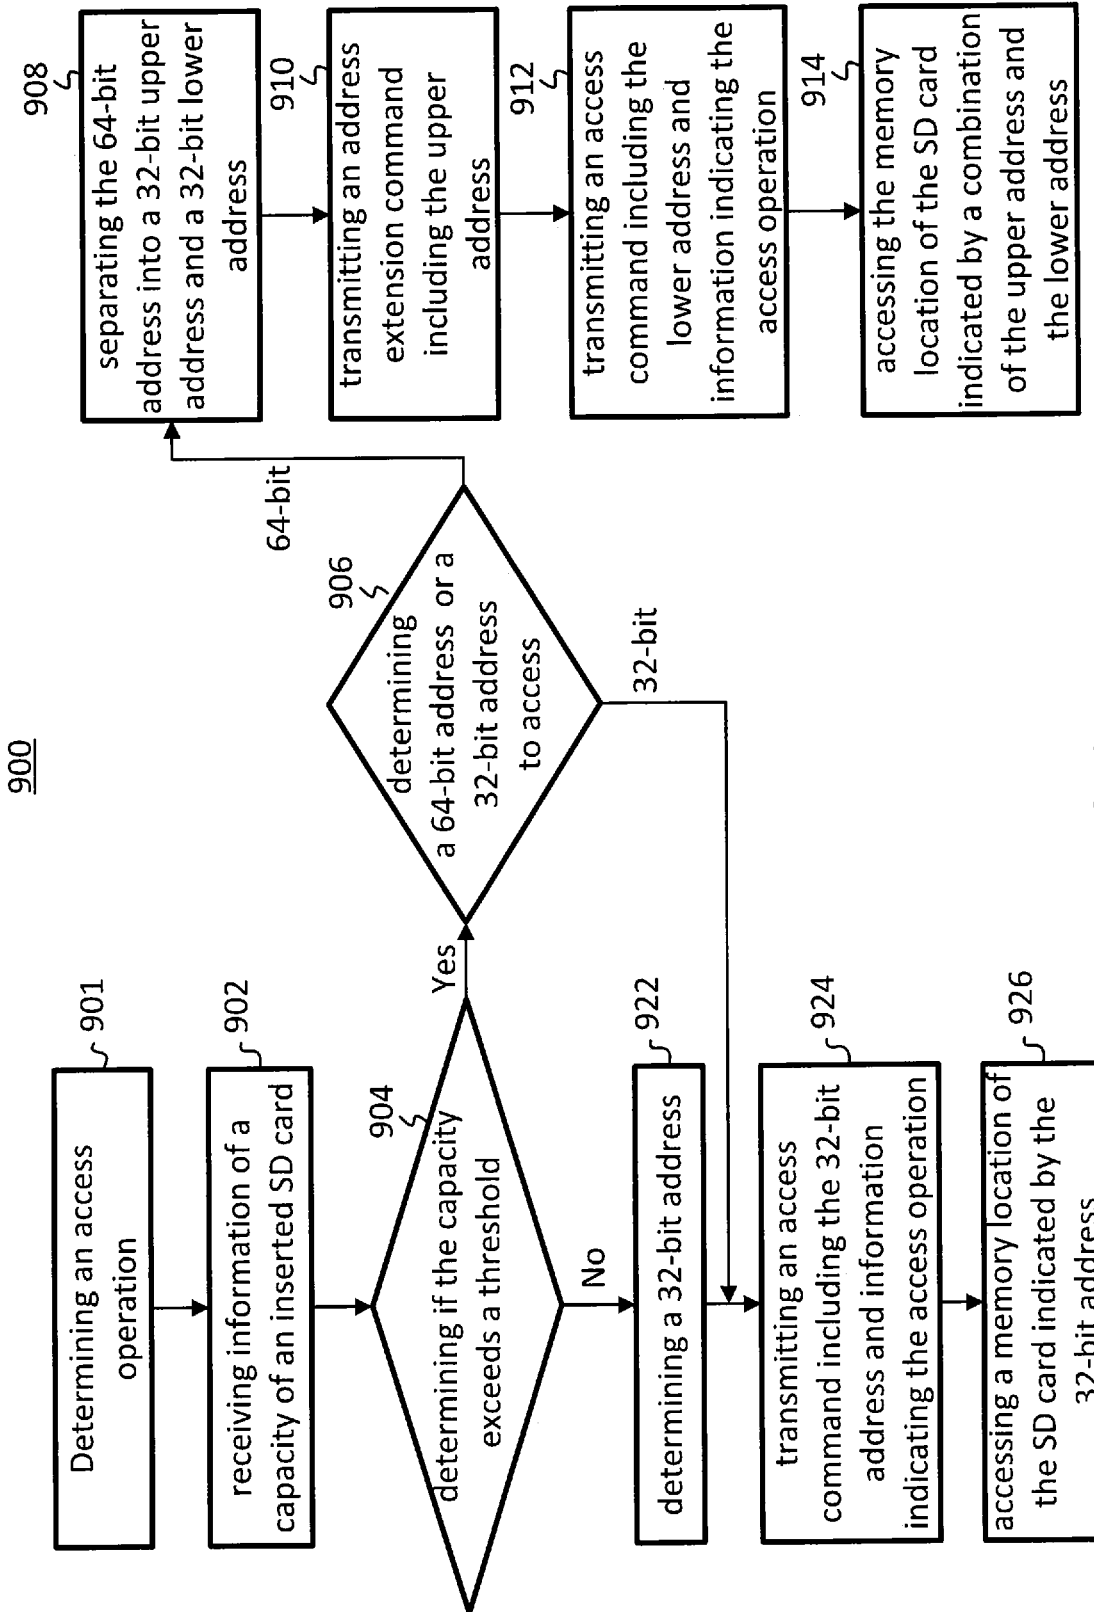 900
Determining an access
operation
901
receiving information of a
capacity of an inserted SD card
902
determining if the capacity
exceeds a threshold
904
Yes
No
determining
a 64-bit address or a
32-bit address
to access
906
64-bit
32-bit
separating the 64-bit
address into a 32-bit upper
address and a 32-bit lower
address
908
transmitting an address
extension command
including the upper
address
910
transmitting an access
command including the
lower address and
information indicating the
access operation
912
accessing the memory
location of the SD card
indicated by a combination
of the upper address and
the lower address
914
determining a 32-bit address
922
transmitting an access
command including the 32-bit
address and information
indicating the access operation
924
accessing a memory location of
the SD card indicated by the
32-bit address
926